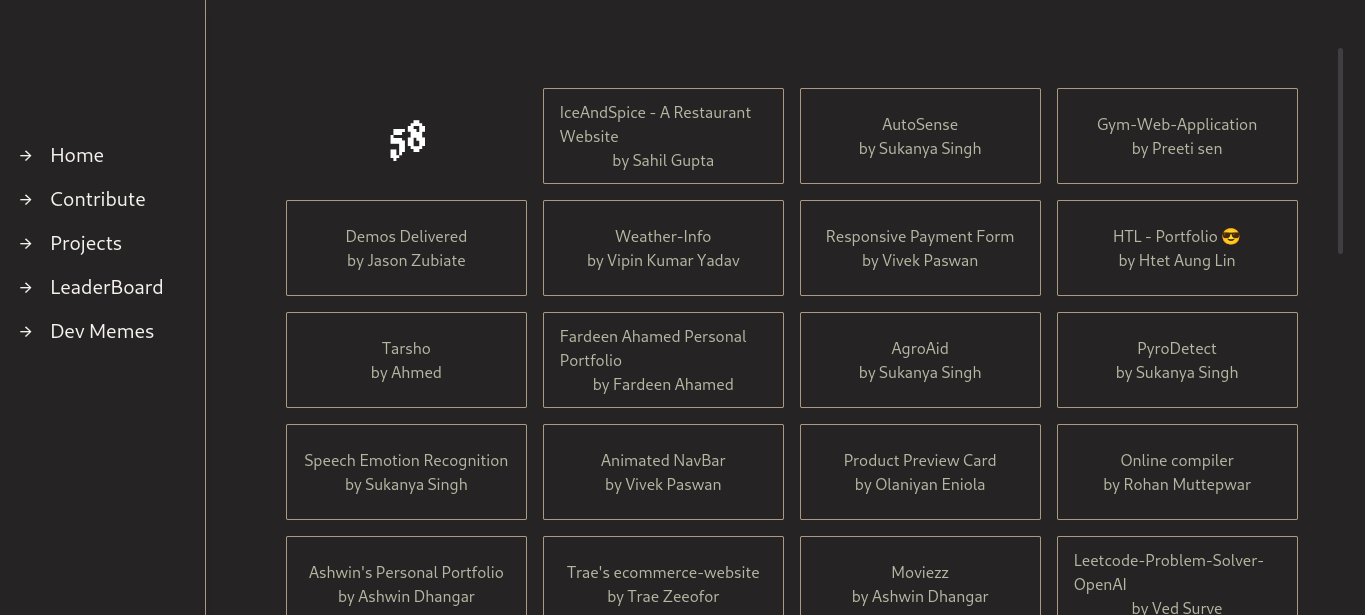 → Home
→ Contribute
→ Projects
→ LeaderBoard
→ Dev Memes
58
IceAndSpice - A Restaurant
Website
by Sahil Gupta
AutoSense
by Sukanya Singh
Gym-Web-Application
by Preeti sen
Demos Delivered
by Jason Zubiate
Weather-Info
by Vipin Kumar Yadav
Responsive Payment Form
by Vivek Paswan
HTL - Portfolio 😎
by Htet Aung Lin
Tarsho
by Ahmed
Fardeen Ahamed Personal
Portfolio
by Fardeen Ahamed
AgroAid
by Sukanya Singh
PyroDetect
by Sukanya Singh
Speech Emotion Recognition
by Sukanya Singh
Animated NavBar
by Vivek Paswan
Product Preview Card
by Olaniyan Eniola
Online compiler
by Rohan Muttepwar
Ashwin's Personal Portfolio
by Ashwin Dhangar
Trae's ecommerce-website
by Trae Zeeofor
Moviezz
by Ashwin Dhangar
Leetcode-Problem-Solver-
OpenAI
by Ved Surve